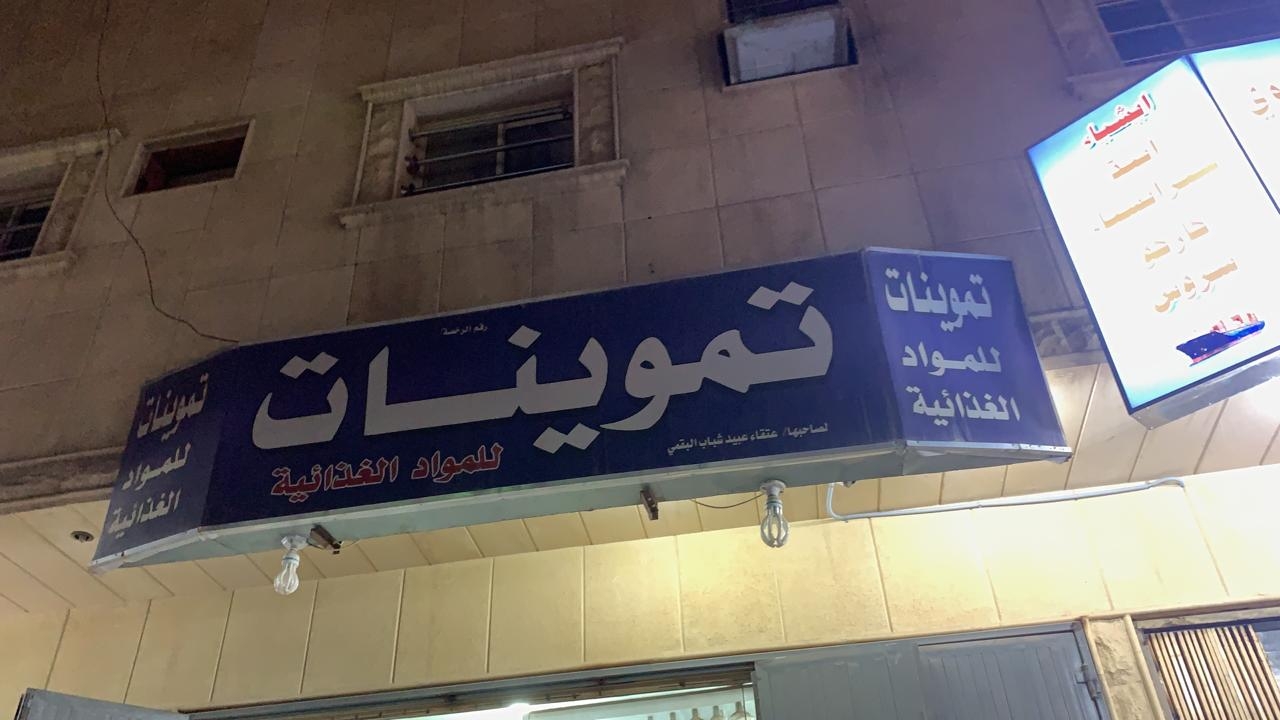 رقم الرخصة
تموينات
للمواد الغذائية
لصاحبها/ عتقاء عبيد شباب البقمي
تموينات
للمواد
الغذائية
تموينات
للمواد
الغذائية